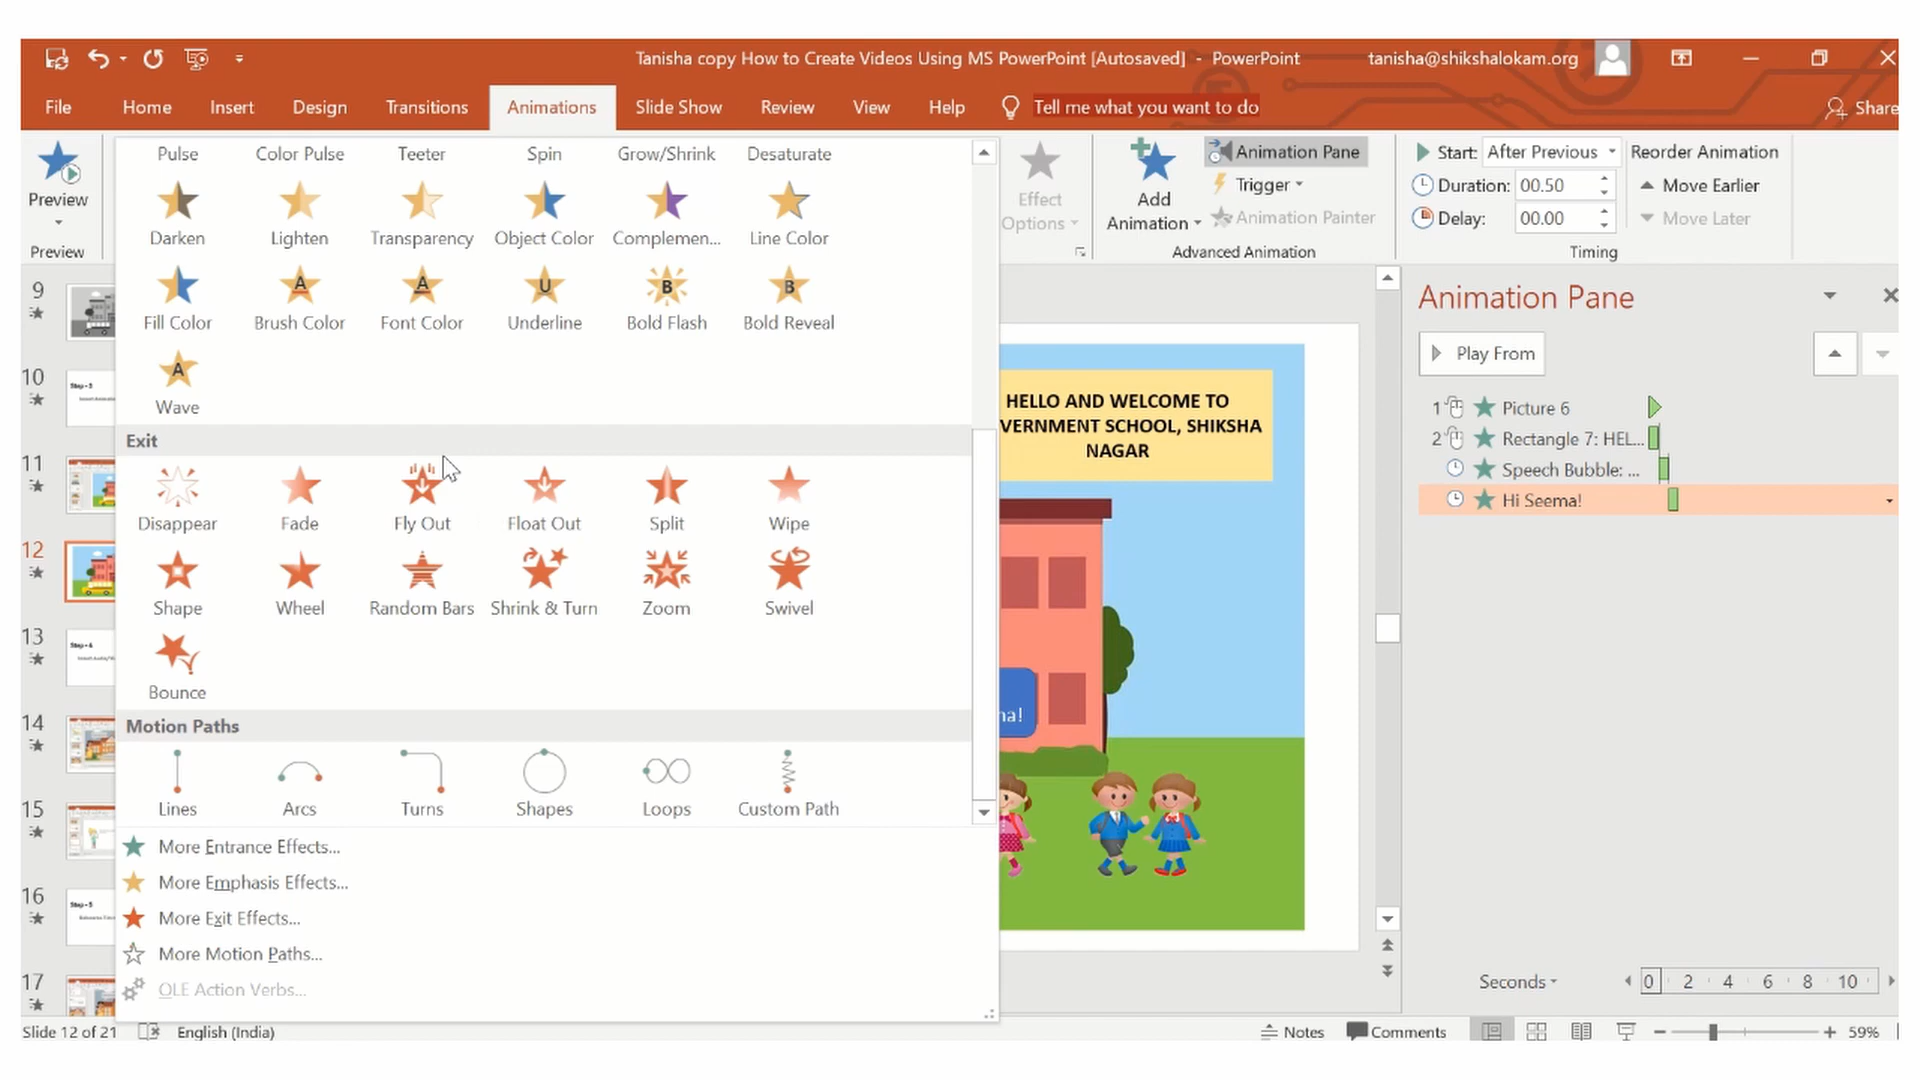 Tanisha copy How to Create Videos Using MS PowerPoint [Autosaved] - PowerPoint
tanisha@shikshalokam.org
File Home Insert Design Transitions Animations Slide Show Review View Help Tell me what you want to do Share
Preview
Preview
Pulse Color Pulse Teeter Spin Grow/Shrink Desaturate
Darken Lighten Transparency Object Color Complemen... Line Color
Fill Color Brush Color Font Color Underline Bold Flash Bold Reveal
Wave
Exit
Disappear Fade Fly Out Float Out Split Wipe
Shape Wheel Random Bars Shrink & Turn Zoom Swivel
Bounce
Motion Paths
Lines Arcs Turns Shapes Loops Custom Path
More Entrance Effects...
More Emphasis Effects...
More Exit Effects...
More Motion Paths...
OLE Action Verbs...
Effect
Options
Add
Animation
Animation Pane
Trigger
Animation Painter
Advanced Animation
Start: After Previous
Duration: 00.50
Delay: 00.00
Reorder Animation
Move Earlier
Move Later
Timing
9
10
Step - 5
11
12
13
Step - 6
14
15
16
Step - 5
17
HELLO AND WELCOME TO
VERNMENT SCHOOL, SHIKSHA
NAGAR
na!
Animation Pane
Play From
1 Picture 6
2 Rectangle 7: HEL...
Speech Bubble: ...
Hi Seema!
Seconds 0 2 4 6 8 10
Slide 12 of 21 English (India) Notes Comments 59%